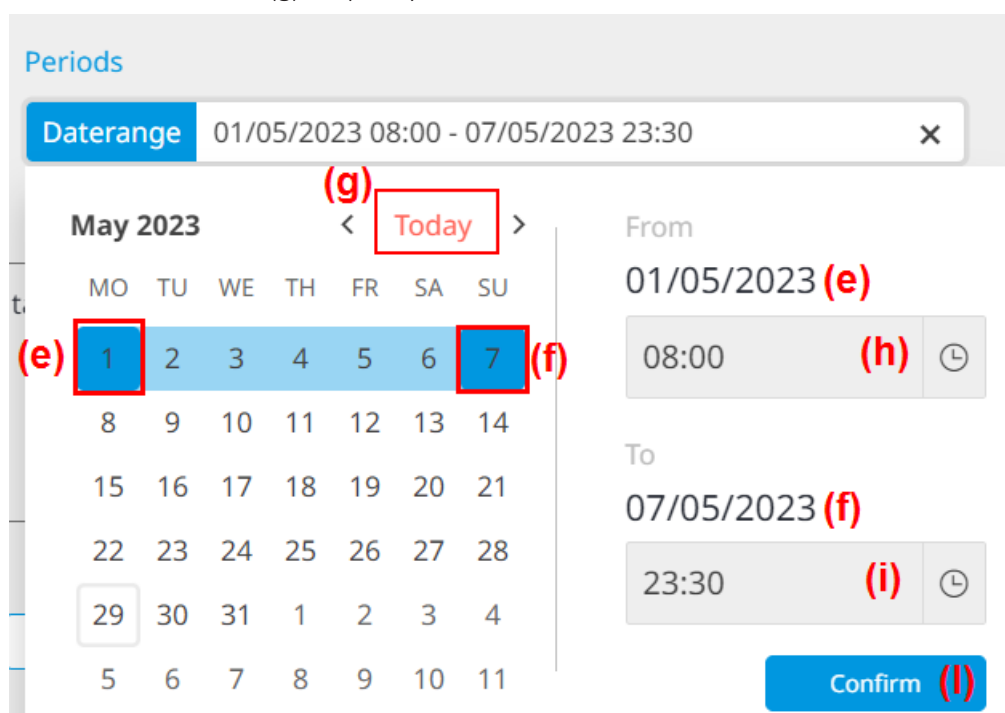 Periods
Daterange 01/05/2023 08:00 - 07/05/2023 23:30 ×
(g)
May 2023 < Today >
MO TU WE TH FR SA SU
(e) 1 2 3 4 5 6 7 (f)
8 9 10 11 12 13 14
15 16 17 18 19 20 21
22 23 24 25 26 27 28
29 30 31 1 2 3 4
5 6 7 8 9 10 11
From
01/05/2023 (e)
08:00 (h)
To
07/05/2023 (f)
23:30 (i)
Confirm (l)